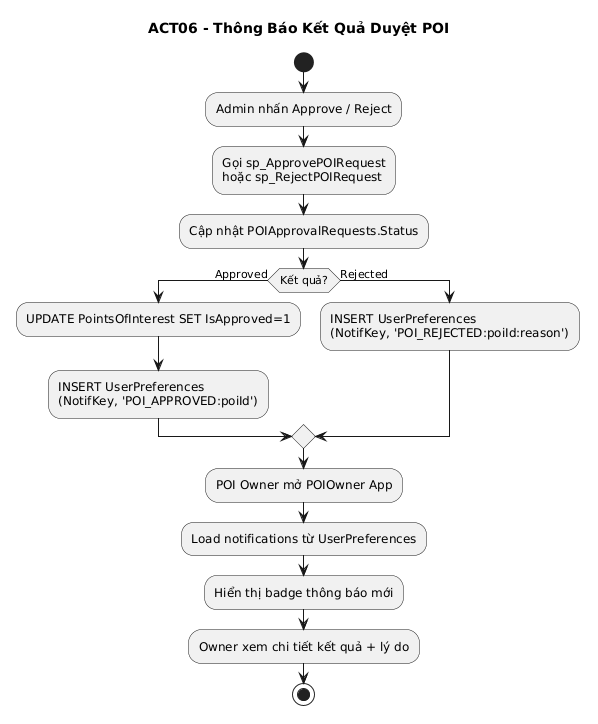 ACT06 - Thông Báo Kết Quả Duyệt POI
Admin nhấn Approve / Reject
Gọi sp_ApprovePOIRequest
hoặc sp_RejectPOIRequest
Cập nhật POIApprovalRequests.Status
Kết quả?
Approved
Rejected
UPDATE PointsOfInterest SET IsApproved=1
INSERT UserPreferences
(NotifKey, 'POI_APPROVED:poiId')
INSERT UserPreferences
(NotifKey, 'POI_REJECTED:poiId:reason')
POI Owner mở POIOwner App
Load notifications từ UserPreferences
Hiển thị badge thông báo mới
Owner xem chi tiết kết quả + lý do